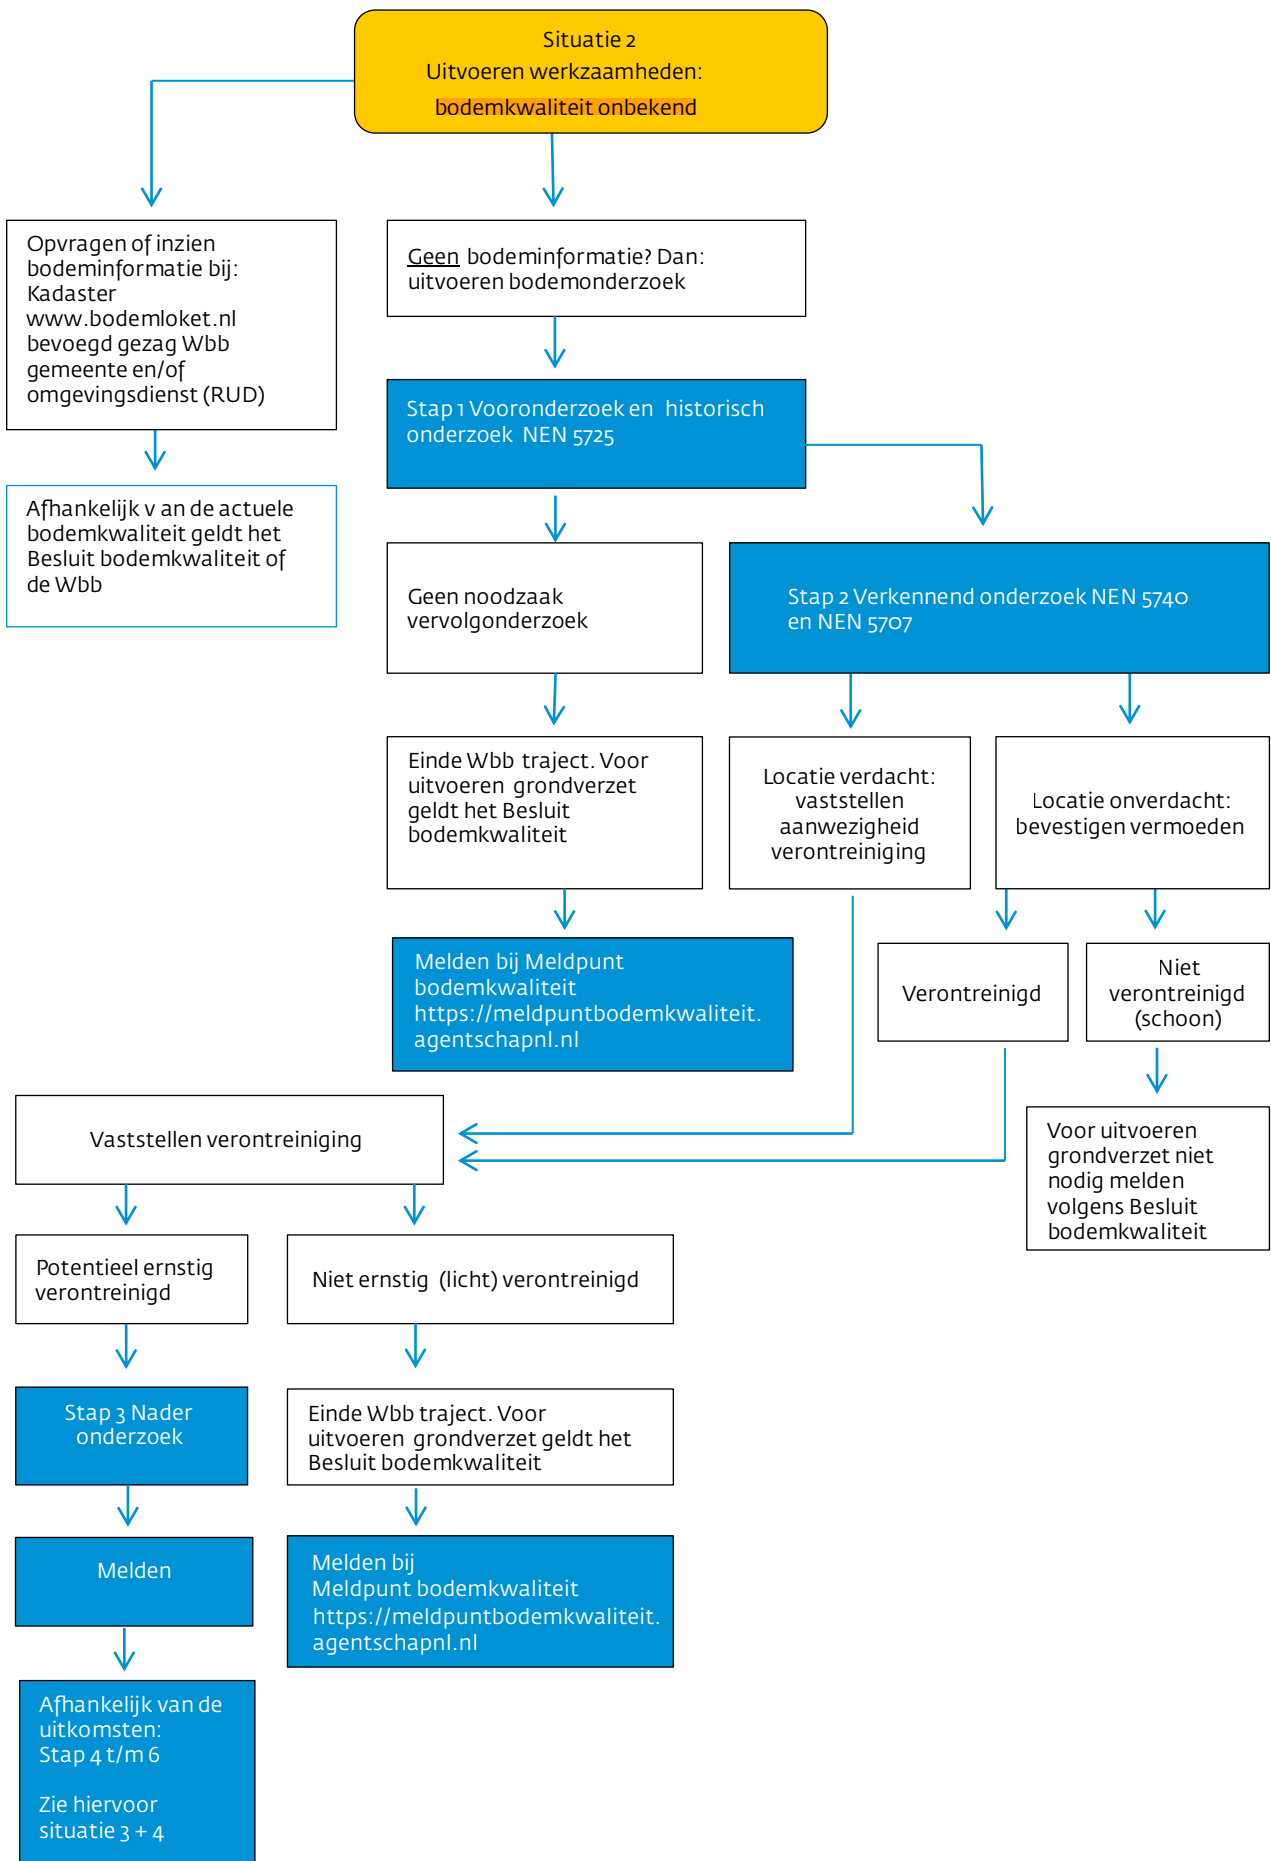 Situatie 2
Uitvoeren werkzaamheden:
bodemkwaliteit onbekend
Opvragen of inzien
bodeminformatie bij:
Kadaster
www.bodemloket.nl
bevoegd gezag Wbb
gemeente en/of
omgevingsdienst (RUD)
Geen bodeminformatie? Dan:
uitvoeren bodemonderzoek
Stap 1 Vooronderzoek en historisch
onderzoek NEN 5725
Afhankelijk v an de actuele
bodemkwaliteit geldt het
Besluit bodemkwaliteit of
de Wbb
Geen noodzaak
vervolgonderzoek
Stap 2 Verkennend onderzoek NEN 5740
en NEN 5707
Einde Wbb traject. Voor
uitvoeren grondverzet
geldt het Besluit
bodemkwaliteit
Locatie verdacht:
vaststellen
aanwezigheid
verontreiniging
Locatie onverdacht:
bevestigen vermoeden
Melden bij Meldpunt
bodemkwaliteit
https://meldpuntbodemkwaliteit.
agentschapnl.nl
Verontreinigd
Niet
verontreinigd
(schoon)
Vaststellen verontreiniging
Voor uitvoeren
grondverzet niet
nodig melden
volgens Besluit
bodemkwaliteit
Potentieel ernstig
verontreinigd
Niet ernstig (licht) verontreinigd
Stap 3 Nader
onderzoek
Einde Wbb traject. Voor
uitvoeren grondverzet geldt het
Besluit bodemkwaliteit
Melden
Melden bij
Meldpunt bodemkwaliteit
https://meldpuntbodemkwaliteit.
agentschapnl.nl
Afhankelijk van de
uitkomsten:
Stap 4 t/m 6
Zie hiervoor
situatie 3 + 4